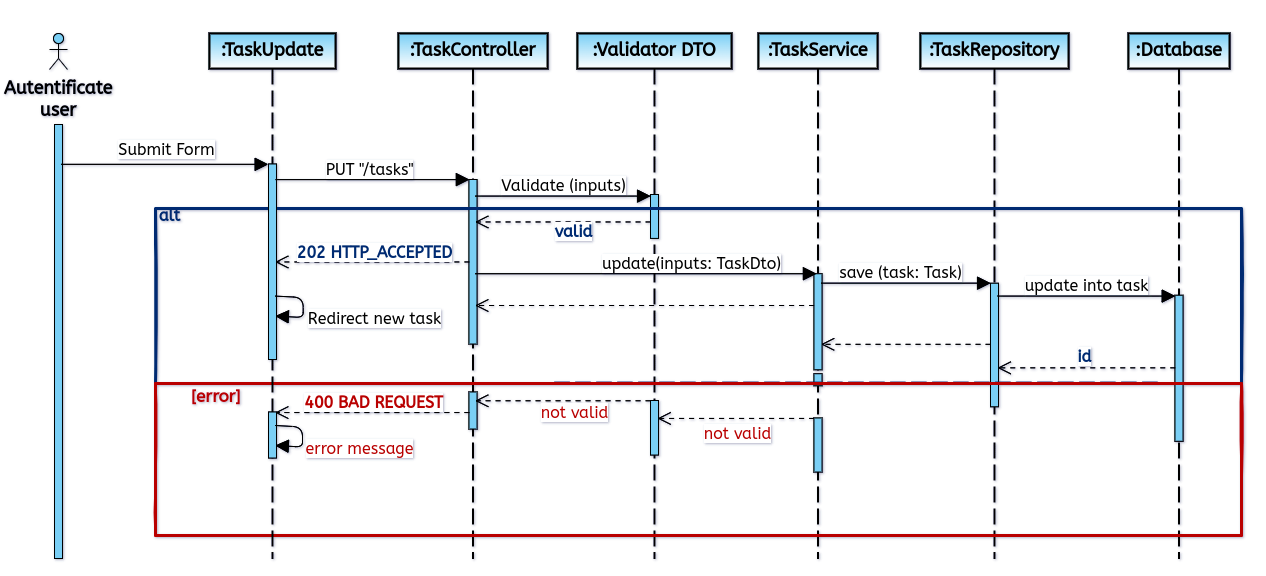 :TaskUpdate
:TaskController
:Validator DTO
:TaskService
:TaskRepository
:Database
Autentificate
user
Submit Form
PUT "/tasks"
Validate (inputs)
alt
valid
202 HTTP_ACCEPTED
update(inputs: TaskDto)
save (task: Task)
update into task
Redirect new task
id
[error]
400 BAD REQUEST
not valid
not valid
error message